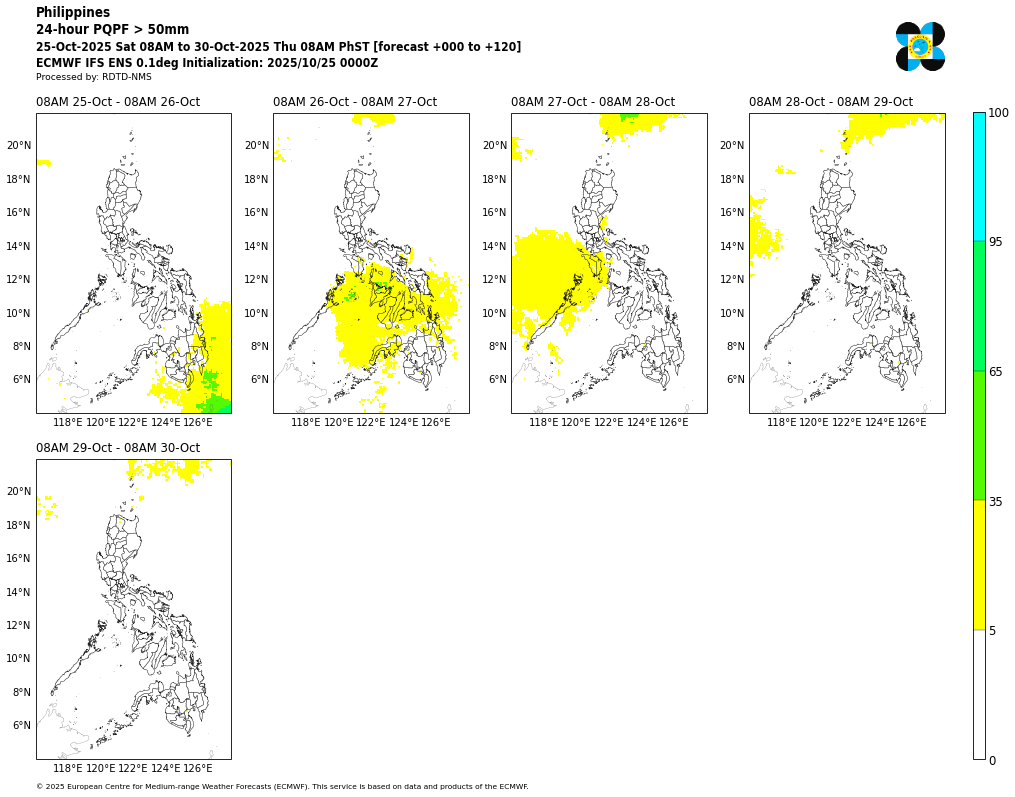 Philippines
24-hour PQPF > 50mm
25-Oct-2025 Sat 08AM to 30-Oct-2025 Thu 08AM PhST [forecast +000 to +120]
ECMWF IFS ENS 0.1deg Initialization: 2025/10/25 0000Z
Processed by: RDTD-NMS
08AM 25-Oct - 08AM 26-Oct
08AM 26-Oct - 08AM 27-Oct
08AM 27-Oct - 08AM 28-Oct
08AM 28-Oct - 08AM 29-Oct
20°N 20°N 20°N 20°N
18°N 18°N 18°N 18°N
16°N 16°N 16°N 16°N
14°N 14°N 14°N 14°N
12°N 12°N 12°N 12°N
10°N 10°N 10°N 10°N
8°N 8°N 8°N 8°N
6°N 6°N 6°N 6°N
118°E 120°E 122°E 124°E 126°E
118°E 120°E 122°E 124°E 126°E
118°E 120°E 122°E 124°E 126°E
118°E 120°E 122°E 124°E 126°E
100
95
65
35
5
0
08AM 29-Oct - 08AM 30-Oct
20°N
18°N
16°N
14°N
12°N
10°N
8°N
6°N
118°E 120°E 122°E 124°E 126°E
© 2025 European Centre for Medium-range Weather Forecasts (ECMWF). This service is based on data and products of the ECMWF.